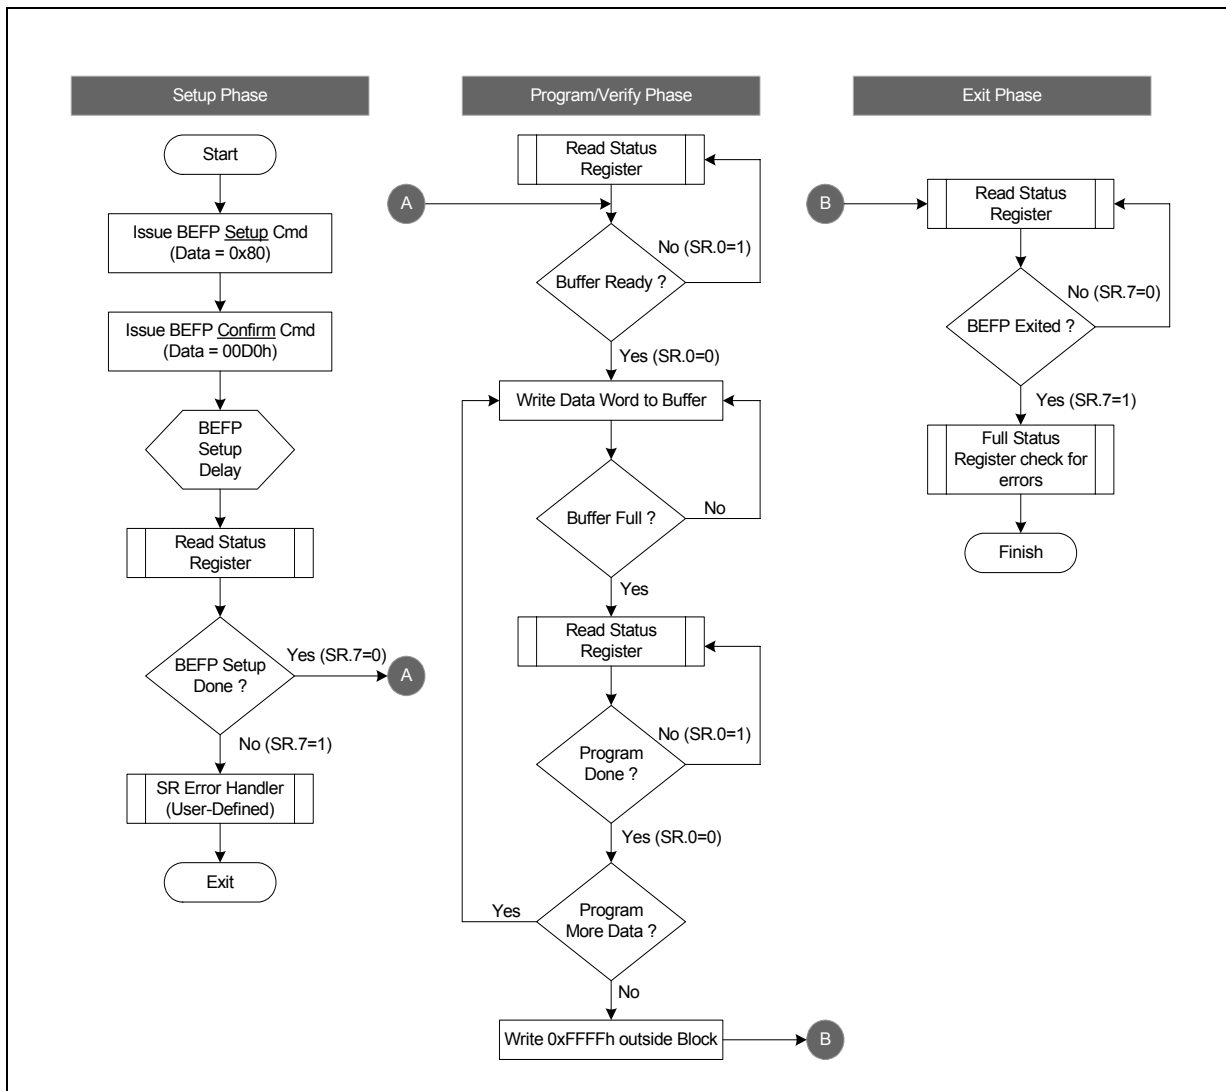 Setup Phase
Start
Issue BEFP Setup Cmd
(Data = 0x80)
Issue BEFP Confirm Cmd
(Data = 00D0h)
BEFP
Setup
Delay
Read Status
Register
BEFP Setup
Done ?
Yes (SR.7=0)
A
No (SR.7=1)
SR Error Handler
(User-Defined)
Exit
Program/Verify Phase
Read Status
Register
A
No (SR.0=1)
Buffer Ready ?
Yes (SR.0=0)
Write Data Word to Buffer
Buffer Full ?
No
Yes
Read Status
Register
No (SR.0=1)
Program
Done ?
Yes (SR.0=0)
Yes
Program
More Data ?
No
Write 0xFFFFh outside Block
B
Exit Phase
B
Read Status
Register
No (SR.7=0)
BEFP Exited ?
Yes (SR.7=1)
Full Status
Register check for
errors
Finish